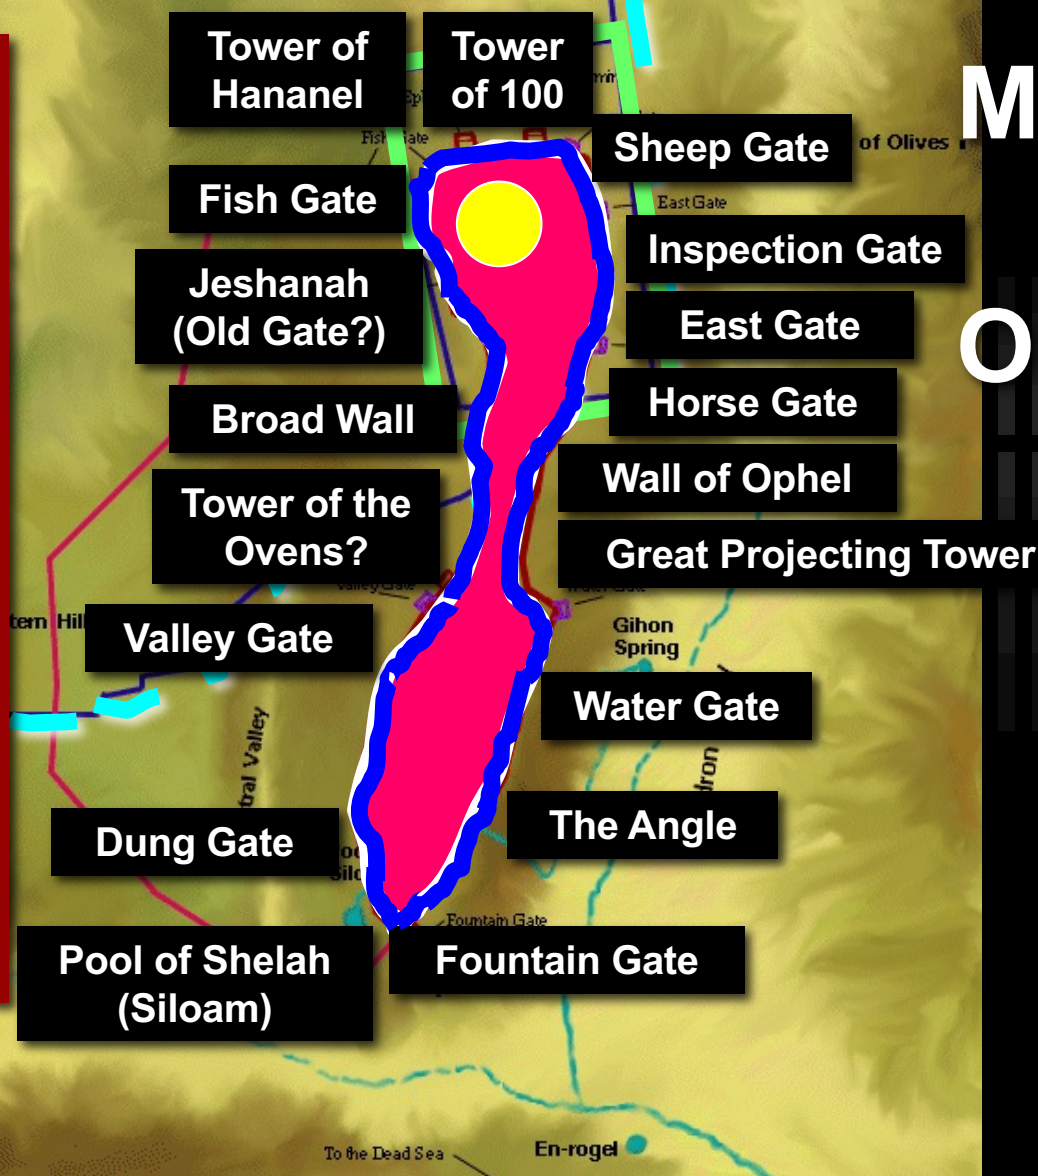 Tower of
Hananel
Tower
of 100
M
Sheep Gate
of Olives
Fish Gate
East Gate
Inspection Gate
Jeshanah
(Old Gate?)
East Gate
O
Horse Gate
Broad Wall
Wall of Ophel
Tower of the
Ovens?
Great Projecting Tower
Valley Gate
Gihon
Spring
Water Gate
The Angle
Dung Gate
Fountain Gate
Pool of Shelah
(Siloam)
Fountain Gate
To the Dead Sea
En-rogel